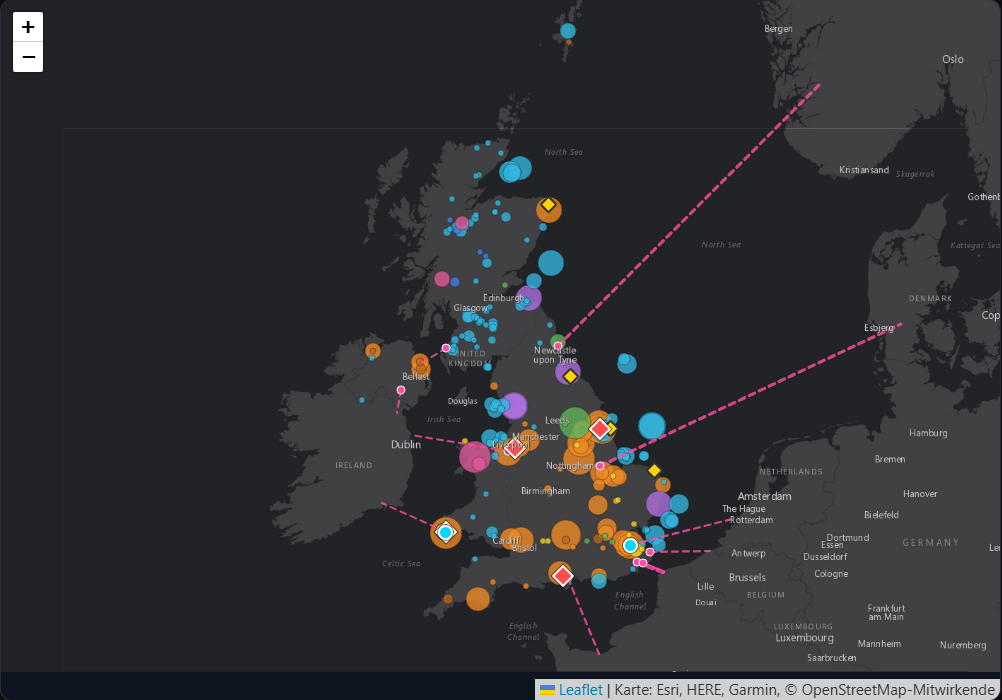 +
−
Bergen
Oslo
North Sea
Kristiansand
Skagerrak
Gothenb
North Sea
Kattegat Sea
DENMARK
Edinburgh
Glasgow
Cop
Esbjerg
UNITED
KINGDOM
Newcastle
upon Tyne
Belfast
Douglas
Irish Sea
Leeds
Hamburg
Dublin
Manchester
Liverpool
IRELAND
Nottingham
Bremen
NETHERLANDS
Birmingham
Amsterdam
Hanover
The Hague
Rotterdam
Bielefeld
Cardiff
Bristol
Dortmund
Essen
GERMANY
Lei
Antwerp
Dusseldorf
Celtic Sea
Brussels
Cologne
Lille
BELGIUM
English
Channel
Douai
Frankfurt
am Main
English
Channel
LUXEMBOURG
Luxembourg
Mannheim
Nuremberg
Saarbrucken
Leaflet | Karte: Esri, HERE, Garmin, © OpenStreetMap-Mitwirkende